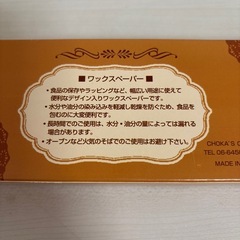 ■ ワックスペーパー ■
・食品の保存やラッピングなど、幅広い用途に使えて
便利なデザイン入りワックスペーパーです。
・水分や油分の染み込みを軽減し乾燥を防ぐため、食品を
包むのに大変便利です。
・長時間でのご使用は、水分・油分の量によっては漏れる
場合があります。
・オーブンなど火気のそばでのご使用はお避け下さい。
CHOKA'S D
TEL 06-645
MADE IN